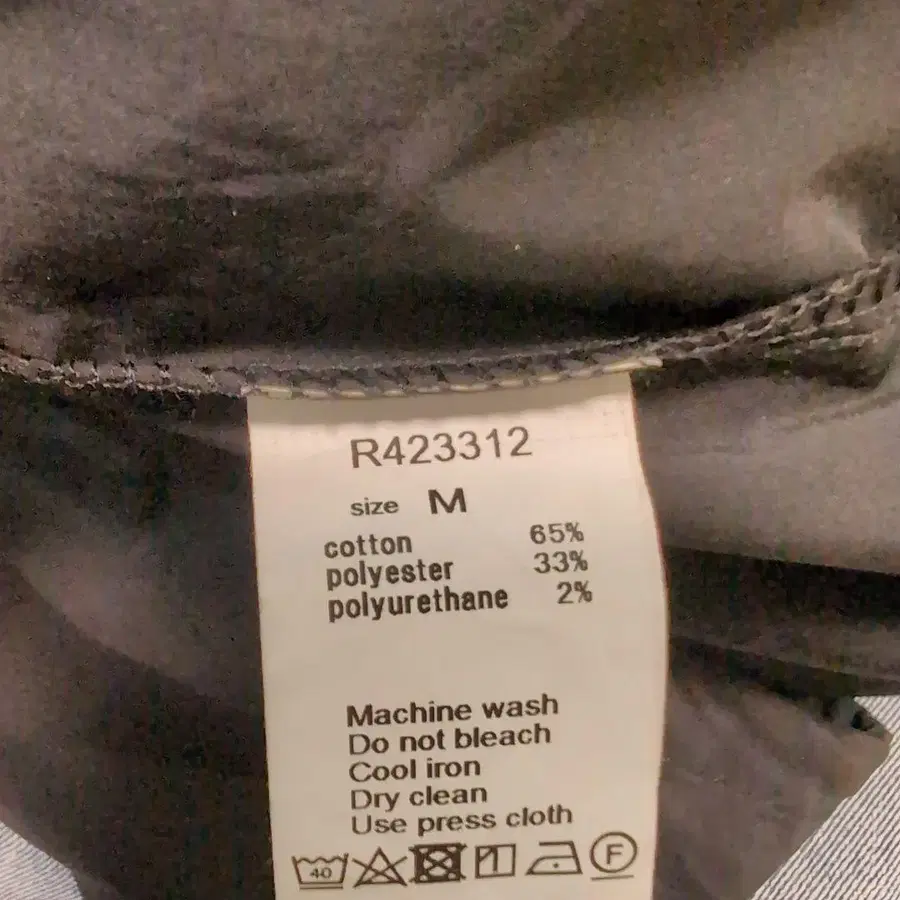 R423312
size M
cotton 65%
polyester 33%
polyurethane 2%
Machine wash
Do not bleach
Cool iron
Dry clean
Use press cloth
40 F